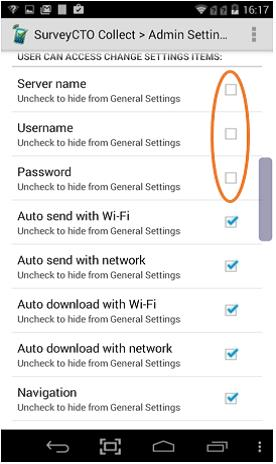 16:17
SurveyCTO Collect > Admin Settin...
USER CAN ACCESS CHANGE SETTINGS ITEMS:
Server name
Uncheck to hide from General Settings
Username
Uncheck to hide from General Settings
Password
Uncheck to hide from General Settings
Auto send with Wi-Fi
Uncheck to hide from General Settings
Auto send with network
Uncheck to hide from General Settings
Auto download with Wi-Fi
Uncheck to hide from General Settings
Auto download with network
Uncheck to hide from General Settings
Navigation
Uncheck to hide from General Settings